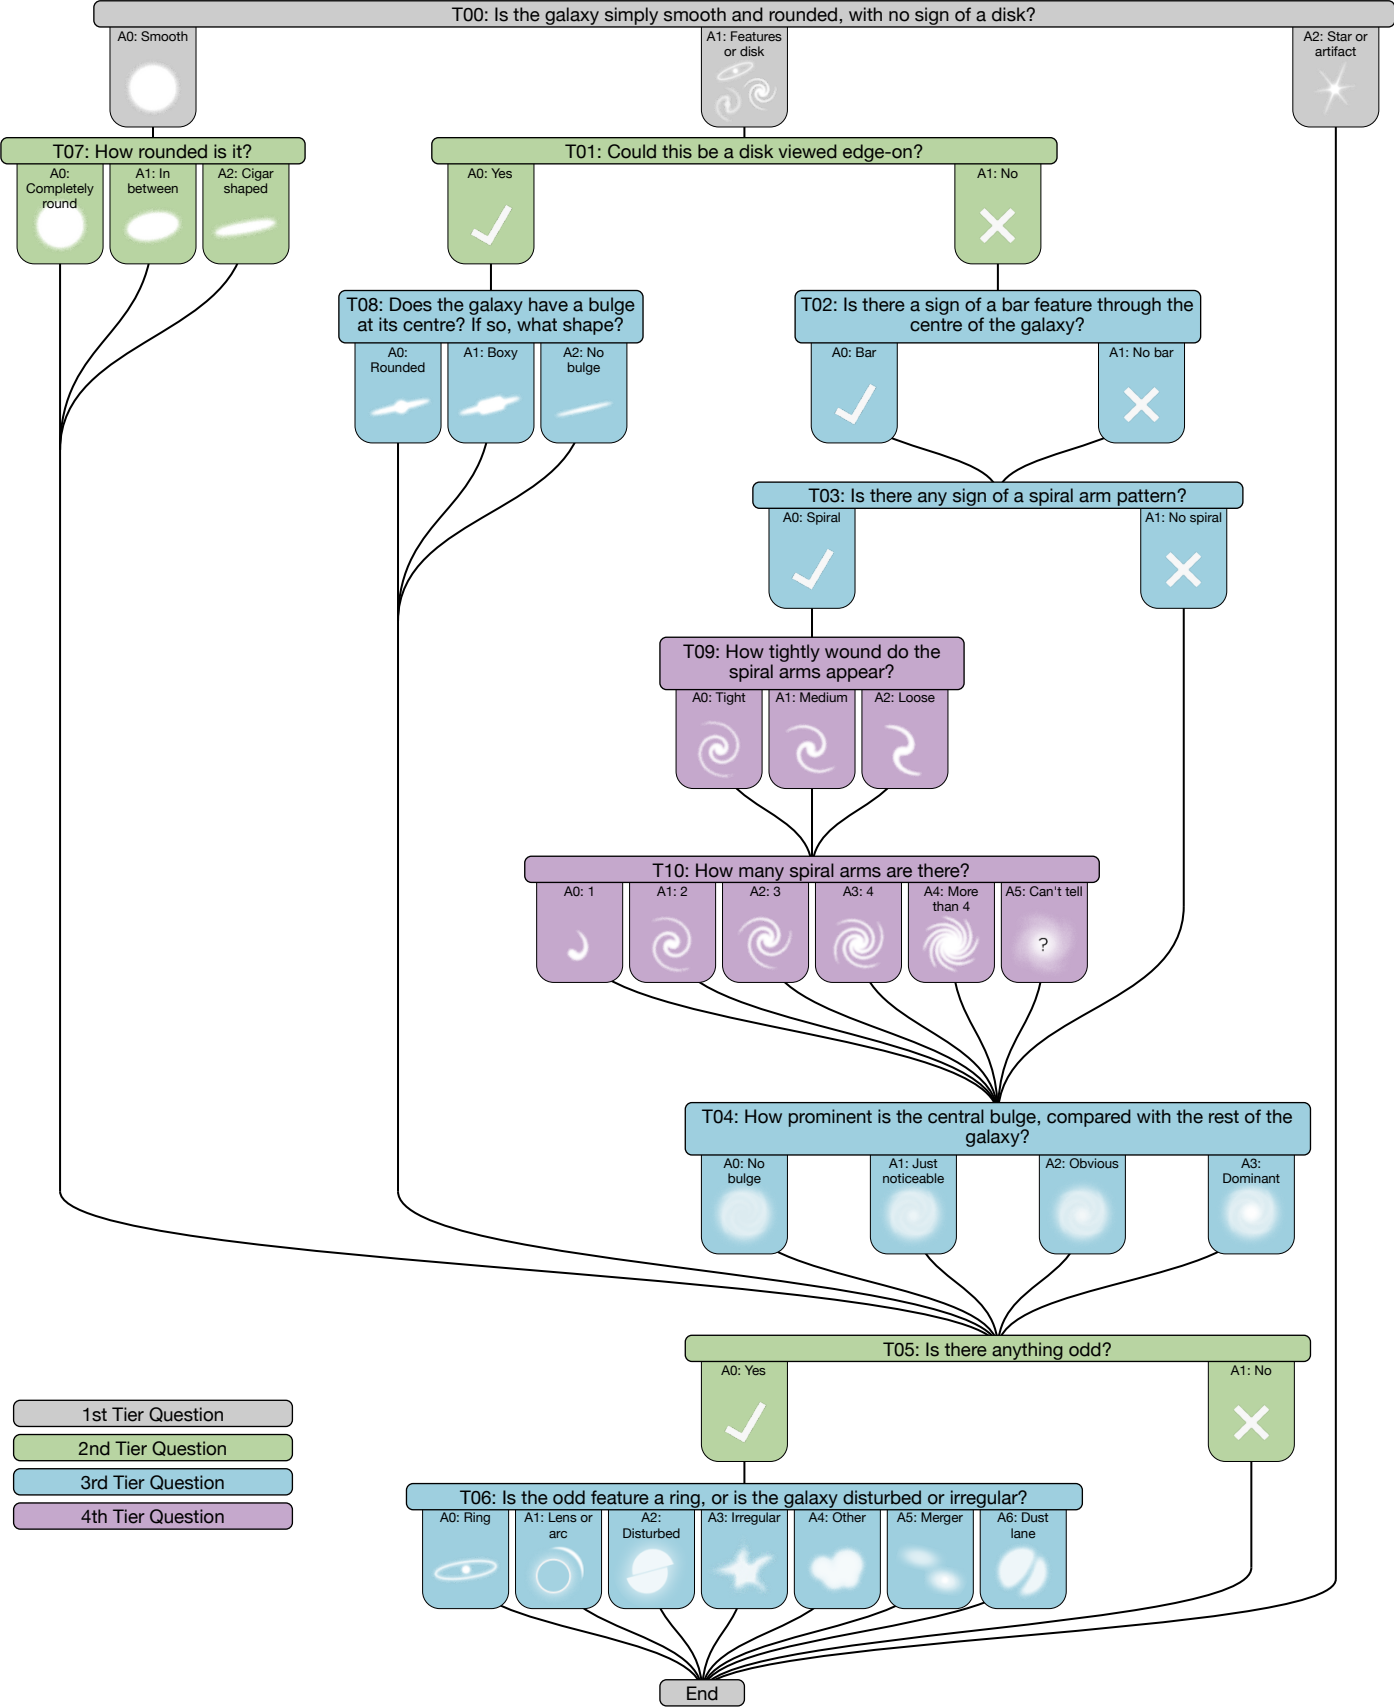 T00: Is the galaxy simply smooth and rounded, with no sign of a disk?
A0: Smooth
A1: Features
or disk
A2: Star or
artifact
T07: How rounded is it?
A0:
Completely
round
A1: In
between
A2: Cigar
shaped
T01: Could this be a disk viewed edge-on?
A0: Yes
A1: No
T08: Does the galaxy have a bulge
at its centre? If so, what shape?
A0:
Rounded
A1: Boxy
A2: No
bulge
T02: Is there a sign of a bar feature through the
centre of the galaxy?
A0: Bar
A1: No bar
T03: Is there any sign of a spiral arm pattern?
A0: Spiral
A1: No spiral
T09: How tightly wound do the
spiral arms appear?
A0: Tight
A1: Medium
A2: Loose
T10: How many spiral arms are there?
A0: 1
A1: 2
A2: 3
A3: 4
A4: More
than 4
A5: Can't tell
?
T04: How prominent is the central bulge, compared with the rest of the
galaxy?
A0: No
bulge
A1: Just
noticeable
A2: Obvious
A3:
Dominant
T05: Is there anything odd?
A0: Yes
A1: No
T06: Is the odd feature a ring, or is the galaxy disturbed or irregular?
A0: Ring
A1: Lens or
arc
A2:
Disturbed
A3: Irregular
A4: Other
A5: Merger
A6: Dust
lane
End
1st Tier Question
2nd Tier Question
3rd Tier Question
4th Tier Question